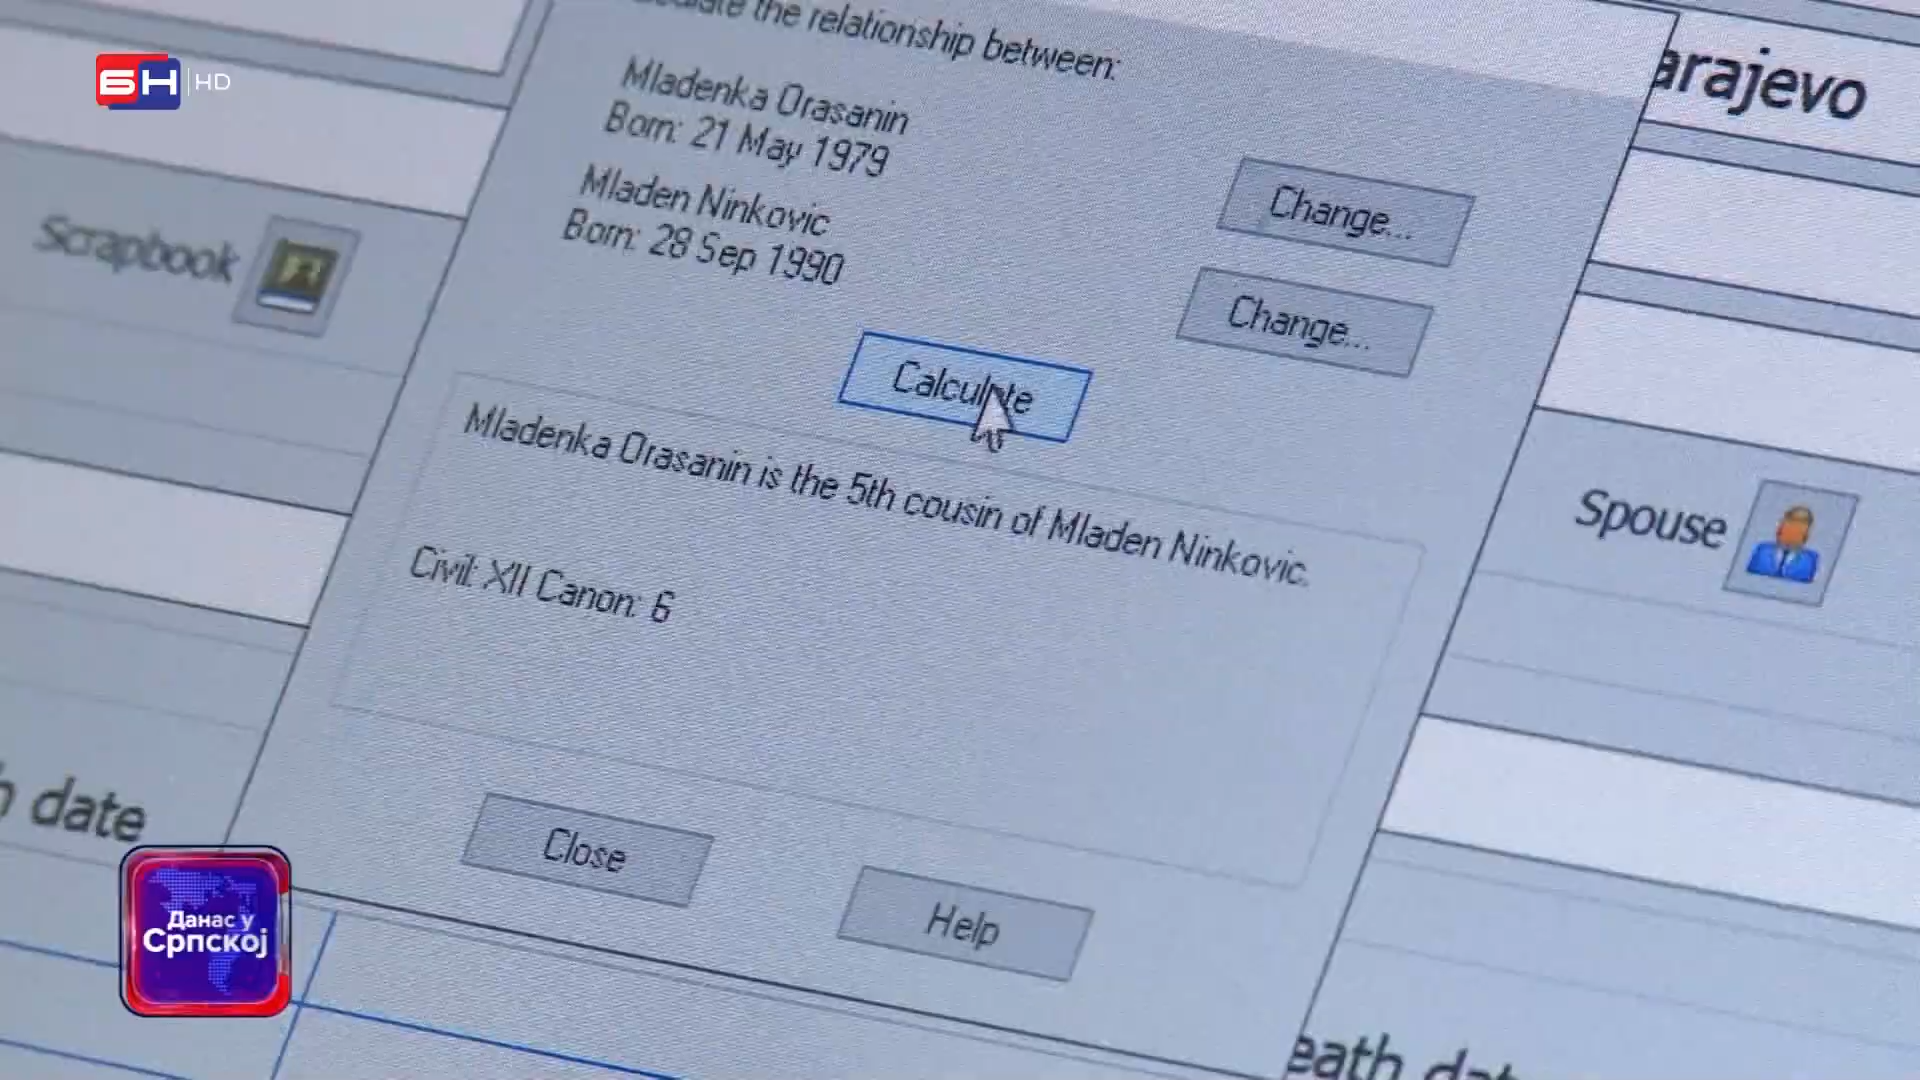 БН HD
the relationship between:
Mladenka Orasanin
Born: 21 May 1979
Mladen Ninkovic
Born: 28 Sep 1990
Change...
Change...
Calculate
Mladenka Orasanin is the 5th cousin of Mladen Ninkovic.
Civil: XII Canon: 6
Close
Help
Scrapbook
arajevo
Spouse
date
eath dat
Данас у
Српској